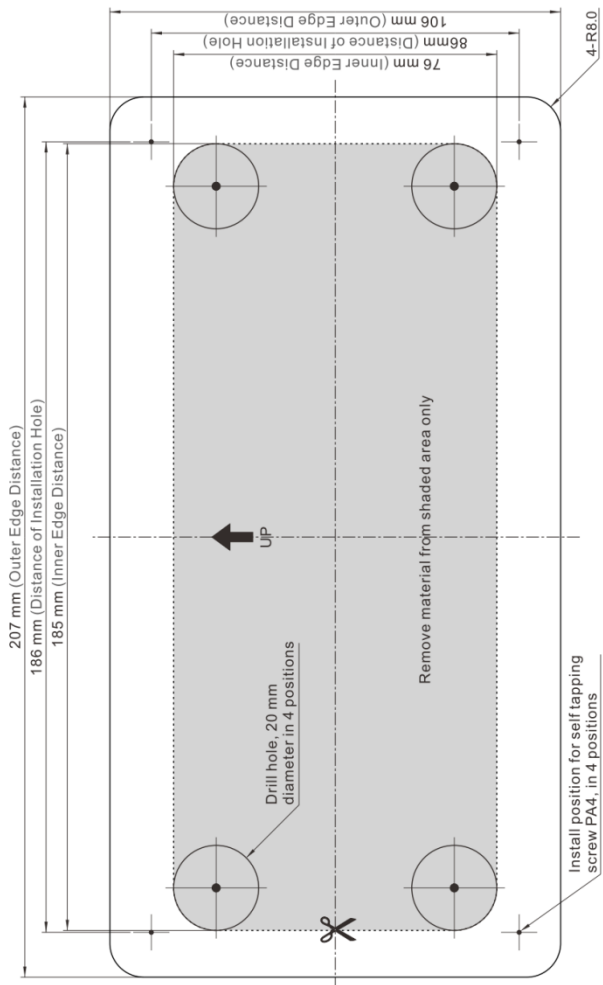 207 mm (Outer Edge Distance)
186 mm (Distance of Installation Hole)
185 mm (Inner Edge Distance)
106 mm (Outer Edge Distance)
86mm (Distance of Installation Hole)
76 mm (Inner Edge Distance)
4-R8.0
UP
Drill hole, 20 mm
diameter in 4 positions
Remove material from shaded area only
Install position for self tapping
screw PA4, in 4 positions